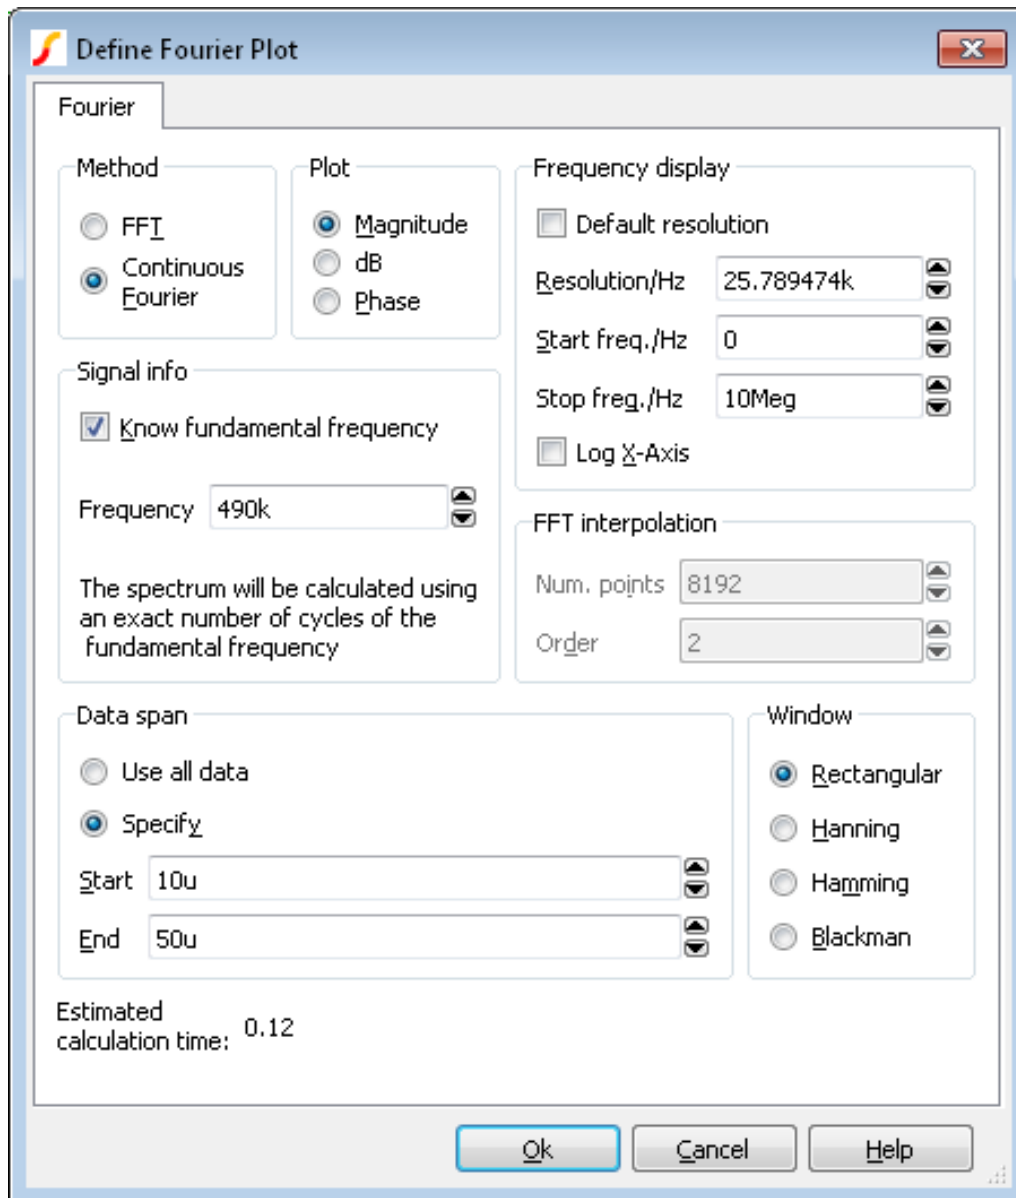 Define Fourier Plot
Fourier
Method
FFT
Continuous
Fourier
Plot
Magnitude
dB
Phase
Frequency display
Default resolution
Resolution/Hz 25.789474k
Start freq./Hz 0
Stop freq./Hz 10Meg
Log X-Axis
Signal info
Know fundamental frequency
Frequency 490k
The spectrum will be calculated using
an exact number of cycles of the
fundamental frequency
FFT interpolation
Num. points 8192
Order 2
Data span
Use all data
Specify
Start 10u
End 50u
Window
Rectangular
Hanning
Hamming
Blackman
Estimated
calculation time: 0.12
Ok Cancel Help